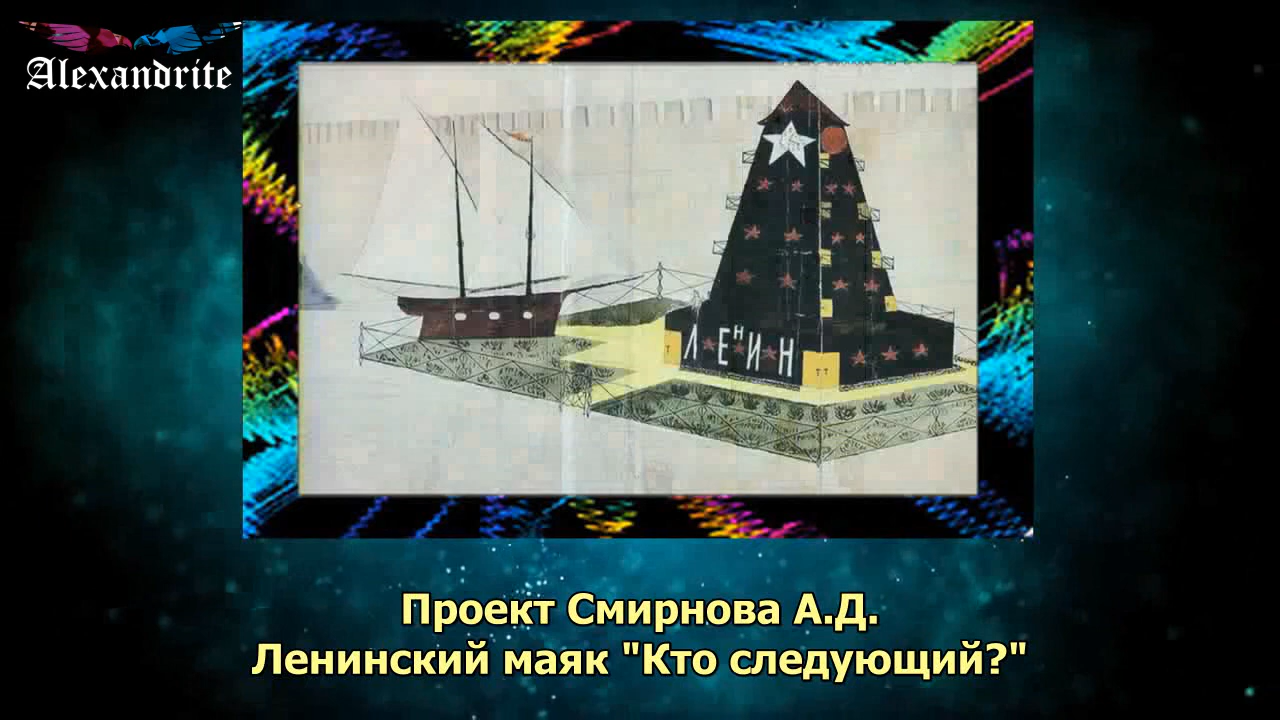 Alexandrite
ЛЕНИН
Проект Смирнова А.Д.
Ленинский маяк "Кто следующий?"